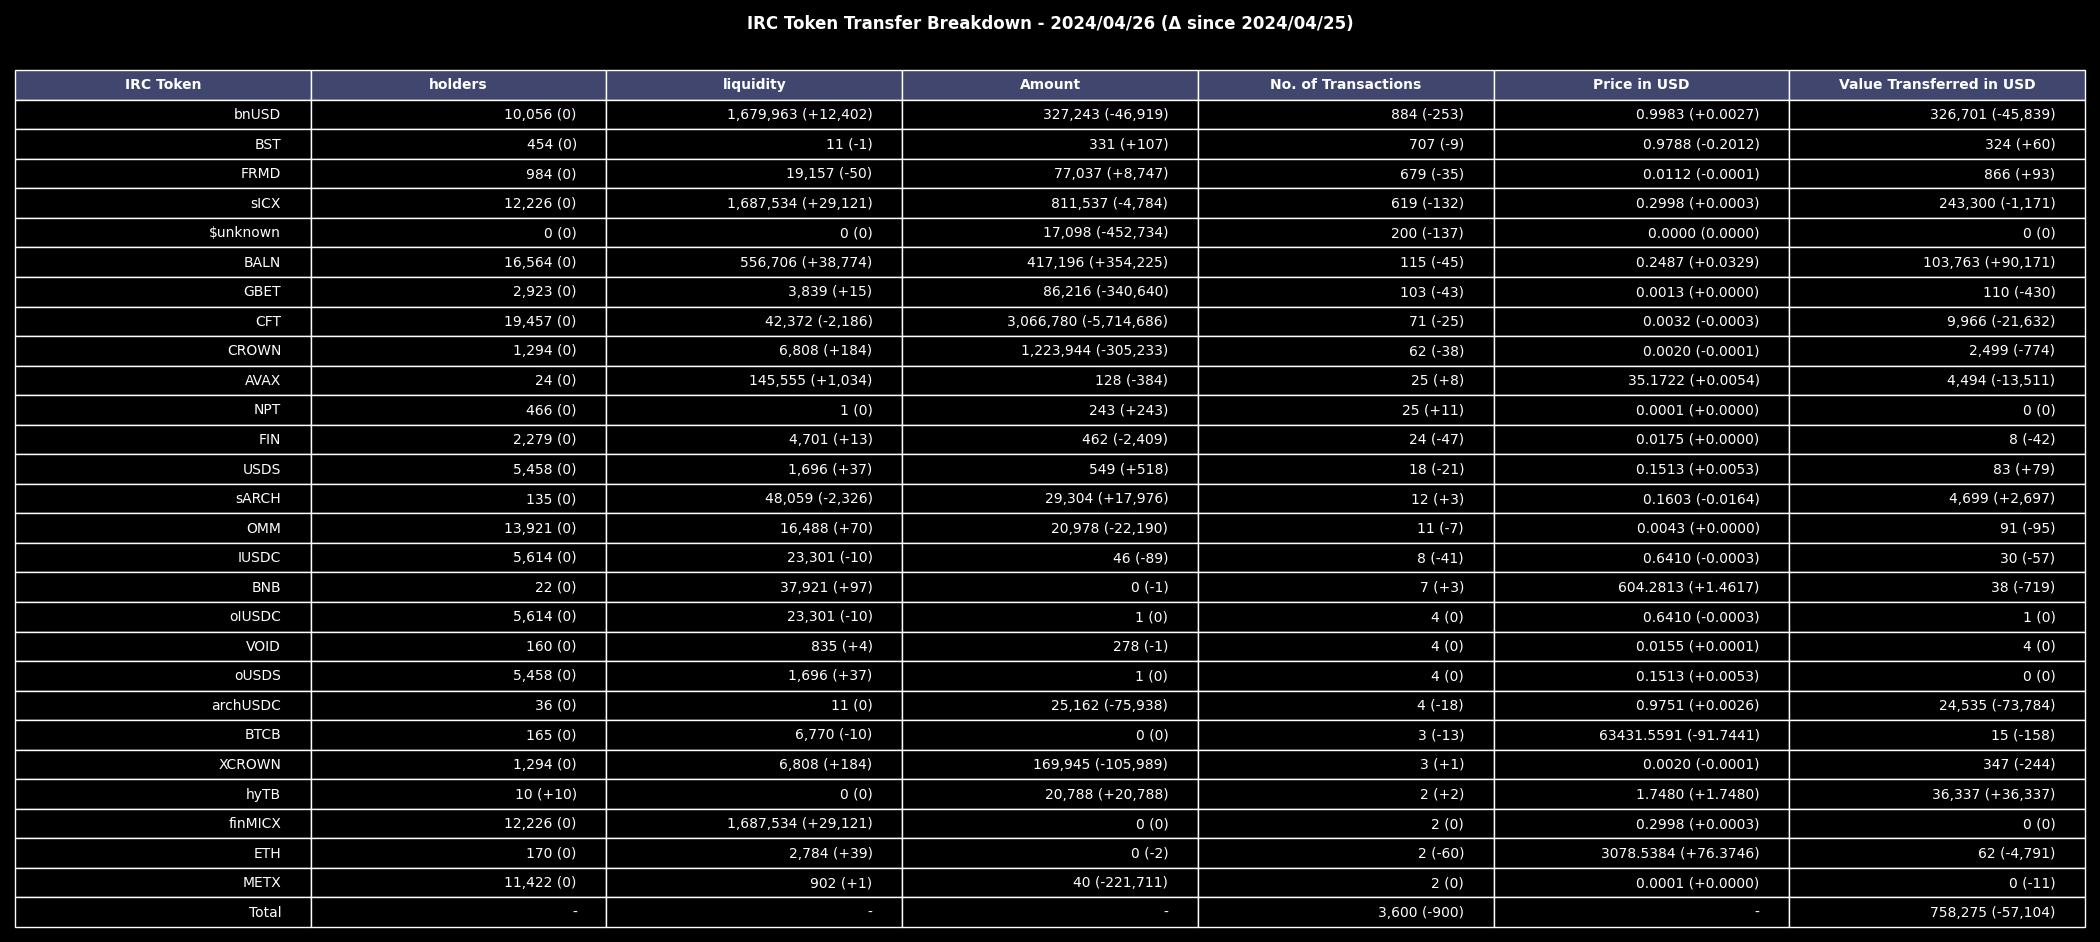 IRC Token Transfer Breakdown - 2024/04/26 (Δ since 2024/04/25)
IRC Token holders liquidity Amount No. of Transactions Price in USD Value Transferred in USD
bnUSD 10,056 (0) 1,679,963 (+12,402) 327,243 (-46,919) 884 (-253) 0.9983 (+0.0027) 326,701 (-45,839)
BST 454 (0) 11 (-1) 331 (+107) 707 (-9) 0.9788 (-0.2012) 324 (+60)
FRMD 984 (0) 19,157 (-50) 77,037 (+8,747) 679 (-35) 0.0112 (-0.0001) 866 (+93)
sICX 12,226 (0) 1,687,534 (+29,121) 811,537 (-4,784) 619 (-132) 0.2998 (+0.0003) 243,300 (-1,171)
$unknown 0 (0) 0 (0) 17,098 (-452,734) 200 (-137) 0.0000 (0.0000) 0 (0)
BALN 16,564 (0) 556,706 (+38,774) 417,196 (+354,225) 115 (-45) 0.2487 (+0.0329) 103,763 (+90,171)
GBET 2,923 (0) 3,839 (+15) 86,216 (-340,640) 103 (-43) 0.0013 (+0.0000) 110 (-430)
CFT 19,457 (0) 42,372 (-2,186) 3,066,780 (-5,714,686) 71 (-25) 0.0032 (-0.0003) 9,966 (-21,632)
CROWN 1,294 (0) 6,808 (+184) 1,223,944 (-305,233) 62 (-38) 0.0020 (-0.0001) 2,499 (-774)
AVAX 24 (0) 145,555 (+1,034) 128 (-384) 25 (+8) 35.1722 (+0.0054) 4,494 (-13,511)
NPT 466 (0) 1 (0) 243 (+243) 25 (+11) 0.0001 (+0.0000) 0 (0)
FIN 2,279 (0) 4,701 (+13) 462 (-2,409) 24 (-47) 0.0175 (+0.0000) 8 (-42)
USDS 5,458 (0) 1,696 (+37) 549 (+518) 18 (-21) 0.1513 (+0.0053) 83 (+79)
sARCH 135 (0) 48,059 (-2,326) 29,304 (+17,976) 12 (+3) 0.1603 (-0.0164) 4,699 (+2,697)
OMM 13,921 (0) 16,488 (+70) 20,978 (-22,190) 11 (-7) 0.0043 (+0.0000) 91 (-95)
IUSDC 5,614 (0) 23,301 (-10) 46 (-89) 8 (-41) 0.6410 (-0.0003) 30 (-57)
BNB 22 (0) 37,921 (+97) 0 (-1) 7 (+3) 604.2813 (+1.4617) 38 (-719)
oIUSDC 5,614 (0) 23,301 (-10) 1 (0) 4 (0) 0.6410 (-0.0003) 1 (0)
VOID 160 (0) 835 (+4) 278 (-1) 4 (0) 0.0155 (+0.0001) 4 (0)
oUSDS 5,458 (0) 1,696 (+37) 1 (0) 4 (0) 0.1513 (+0.0053) 0 (0)
archUSDC 36 (0) 11 (0) 25,162 (-75,938) 4 (-18) 0.9751 (+0.0026) 24,535 (-73,784)
BTCB 165 (0) 6,770 (-10) 0 (0) 3 (-13) 63431.5591 (-91.7441) 15 (-158)
XCROWN 1,294 (0) 6,808 (+184) 169,945 (-105,989) 3 (+1) 0.0020 (-0.0001) 347 (-244)
hyTB 10 (+10) 0 (0) 20,788 (+20,788) 2 (+2) 1.7480 (+1.7480) 36,337 (+36,337)
finMICX 12,226 (0) 1,687,534 (+29,121) 0 (0) 2 (0) 0.2998 (+0.0003) 0 (0)
ETH 170 (0) 2,784 (+39) 0 (-2) 2 (-60) 3078.5384 (+76.3746) 62 (-4,791)
METX 11,422 (0) 902 (+1) 40 (-221,711) 2 (0) 0.0001 (+0.0000) 0 (-11)
Total - - - 3,600 (-900) - 758,275 (-57,104)